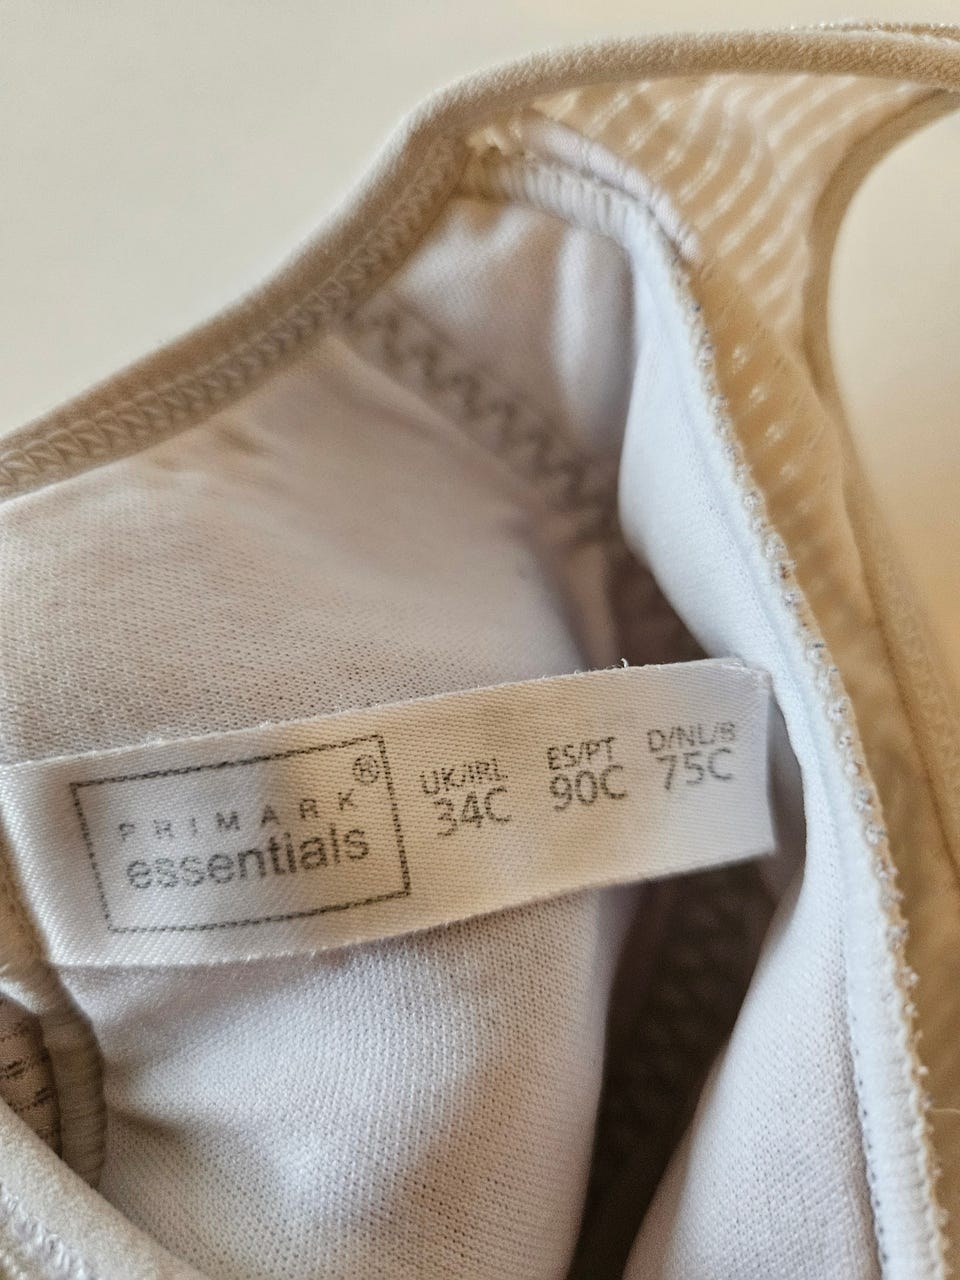 PRIMARK®
essentials
UK/IRL ES/PT D/NL/B
34C 90C 75C